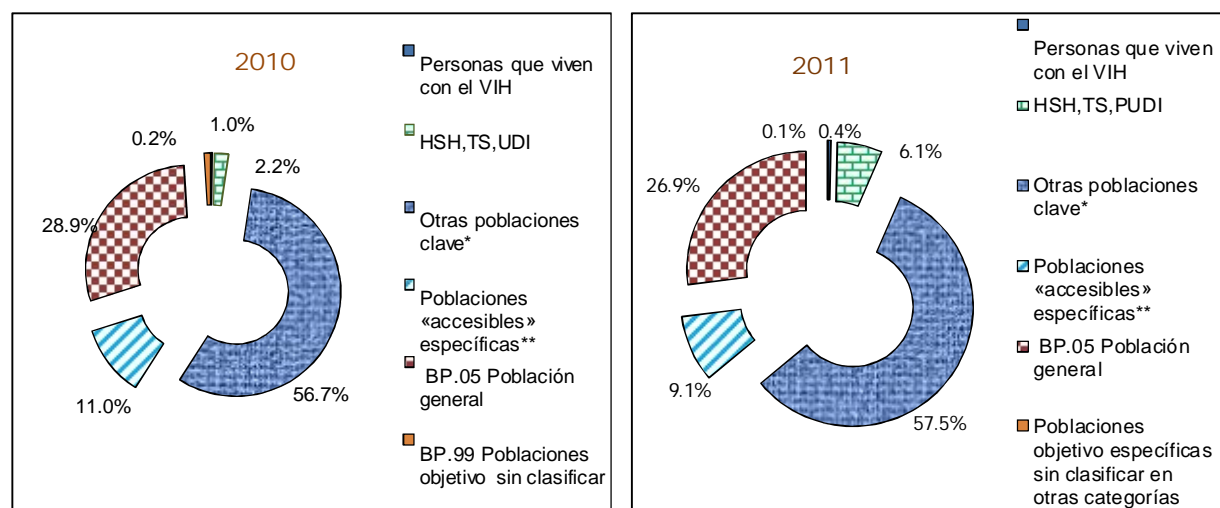 2010
0.2%
1.0%
2.2%
28.9%
11.0%
56.7%
Personas que viven
con el VIH
HSH,TS,UDI
Otras poblaciones
clave*
Poblaciones
«accesibles»
específicas**
BP.05 Población
general
BP.99 Poblaciones
objetivo sin clasificar
2011
0.1%
0.4%
6.1%
26.9%
9.1%
57.5%
Personas que viven
con el VIH
HSH,TS,PUDI
Otras poblaciones
clave*
Poblaciones
«accesibles»
específicas**
BP.05 Población
general
Poblaciones
objetivo específicas
sin clasificar en
otras categorías